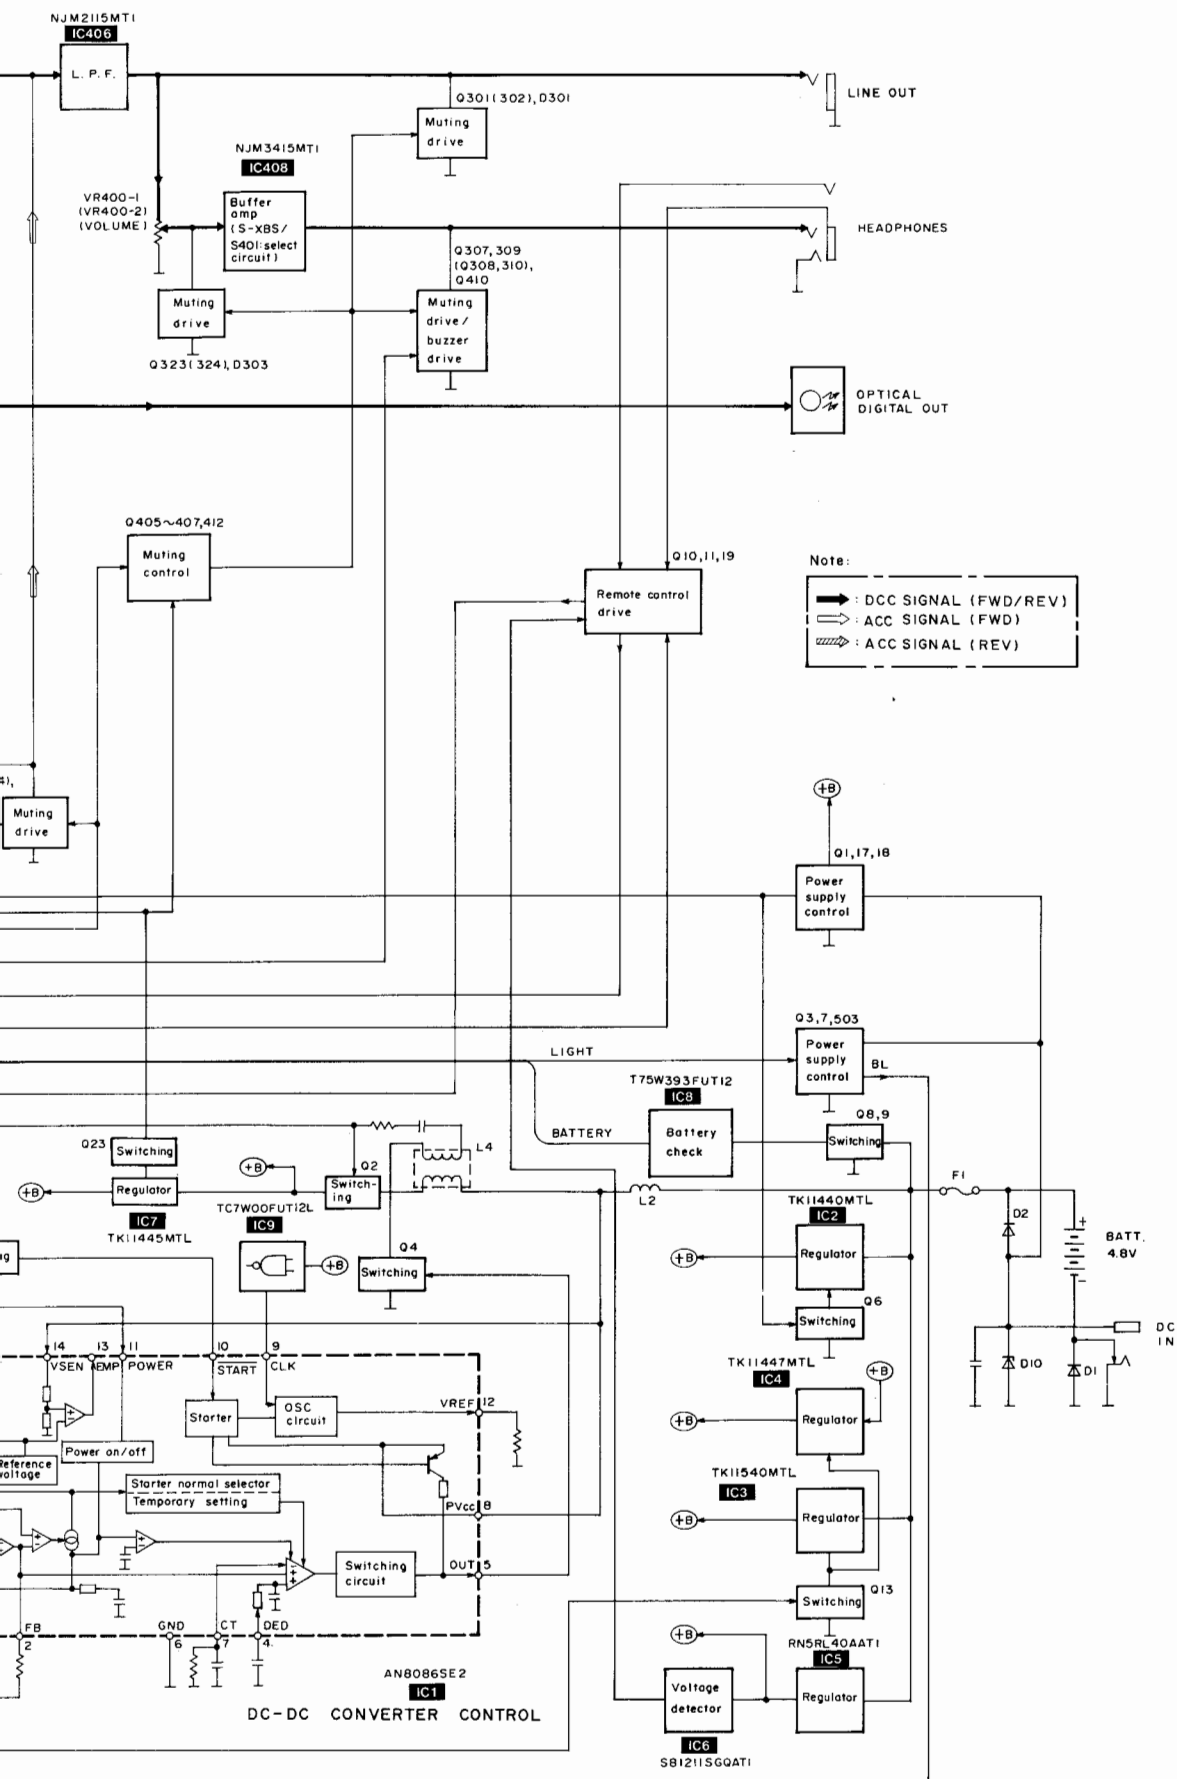 NJM2115MT1
IC406
L. P. F.
LINE OUT
Q301(302), D301
Muting
drive
NJM3415MT1
IC408
VR400-1
(VR400-2)
(VOLUME)
Buffer
amp
(S-XBS/
S401:select
circuit)
HEADPHONES
Q307,309
(Q308,310),
Q410
Muting
drive
Muting
drive/
buzzer
drive
Q323(324), D303
OPTICAL
DIGITAL OUT
Q405~407,412
Muting
control
Q10,11,19
Remote control
drive
Note:
: DCC SIGNAL (FWD/REV)
: ACC SIGNAL (FWD)
: ACC SIGNAL (REV)
4),
Muting
drive
+B
Q1,17,18
Power
supply
control
Q3,7,503
Power
supply
control
BL
LIGHT
T75W393FUT12
IC8
Battery
check
BATTERY
Q8,9
Switching
Q23
Switching
+B
Regulator
IC7
TK11445MTL
+B
Q2
Switch-
ing
L4
L2
F1
TC7W00FUT12L
IC9
+B
Q4
Switching
TK11440MTL
IC2
+B
Regulator
Q6
Switching
D2
+
-
BATT.
4.8V
DC
IN
D10
D1
14
VSEN
13
EMP
11
POWER
10
START
9
CLK
VREF
12
Starter
OSC
circuit
Power on/off
Reference
voltage
Starter normal selector
Temporary setting
PVcc
8
Switching
circuit
OUT
5
FB
2
GND
6
CT
7
DED
4
AN8086SE2
IC1
DC-DC CONVERTER CONTROL
TK11447MTL
IC4
+B
+B
Regulator
TK11540MTL
IC3
+B
Regulator
Q13
Switching
RN5RL40AAT1
IC5
+B
Voltage
detector
Regulator
IC6
S81211SGQAT1